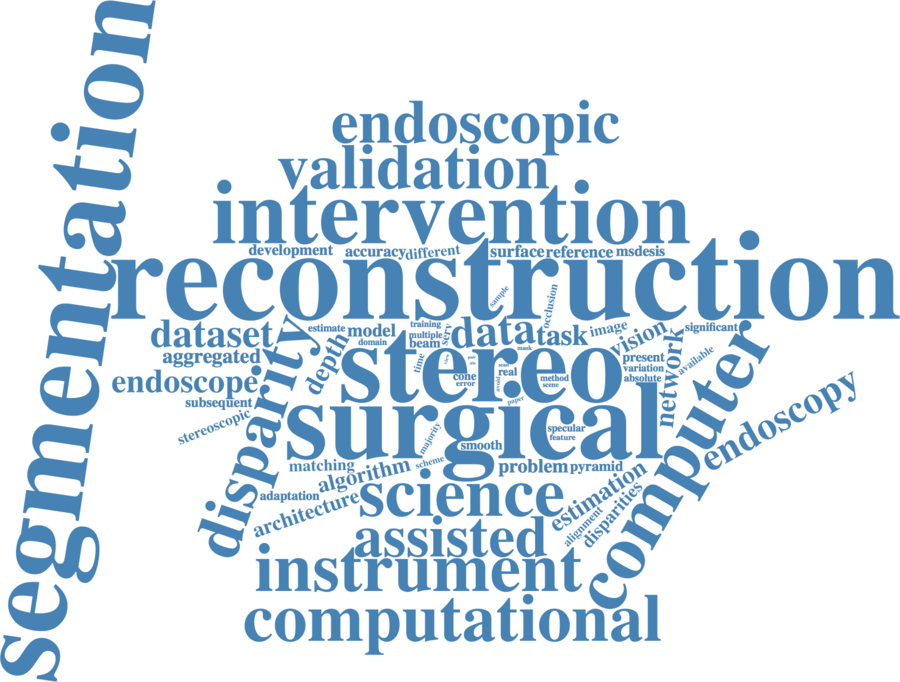 segmentation
endoscopic
validation
intervention
development accuracy different surface reference msdesis
reconstruction
sample
occlusion
dataset estimate model training serv data task image vision significant
domain multiple
aggregated depth beam time mask present network available
endoscope disparity stereo real variation computer
cone method absolute
error avoid scene
subsequent paper
stereoscopic surgical endoscopy
majority specular
smooth feature
matching algorithm scheme problem pyramid
adaptation architecture science estimation
alignment disparities
assisted
instrument
computational